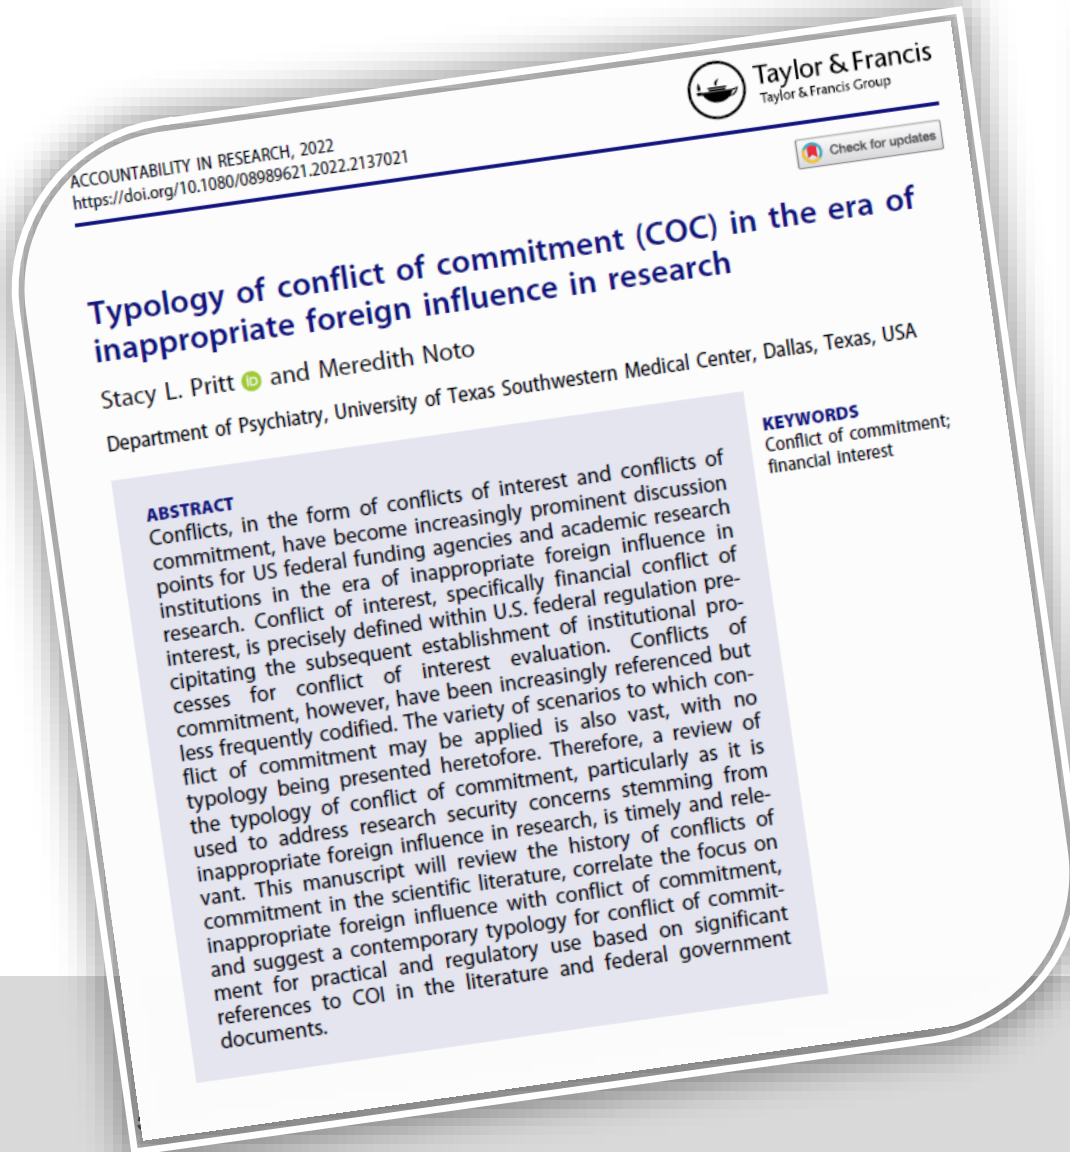 Taylor & Francis
Taylor & Francis Group
ACCOUNTABILITY IN RESEARCH, 2022
https://doi.org/10.1080/08989621.2022.2137021
Check for updates
Typology of conflict of commitment (COC) in the era of
inappropriate foreign influence in research
Stacy L. Pritt iD and Meredith Noto
Department of Psychiatry, University of Texas Southwestern Medical Center, Dallas, Texas, USA
ABSTRACT
Conflicts, in the form of conflicts of interest and conflicts of
commitment, have become increasingly prominent discussion
points for US federal funding agencies and academic research
institutions in the era of inappropriate foreign influence in
research. Conflict of interest, specifically financial conflict of
interest, is precisely defined within U.S. federal regulation pre-
cipitating the subsequent establishment of institutional pro-
cesses for conflict of interest evaluation. Conflicts of
commitment, however, have been increasingly referenced but
less frequently codified. The variety of scenarios to which con-
flict of commitment may be applied is also vast, with no
typology being presented heretofore. Therefore, a review of
the typology of conflict of commitment, particularly as it is
used to address research security concerns stemming from
inappropriate foreign influence in research, is timely and rele-
vant. This manuscript will review the history of conflicts of
commitment in the scientific literature, correlate the focus on
inappropriate foreign influence with conflict of commitment,
and suggest a contemporary typology for conflict of commit-
ment for practical and regulatory use based on significant
references to COI in the literature and federal government
documents.
KEYWORDS
Conflict of commitment;
financial interest